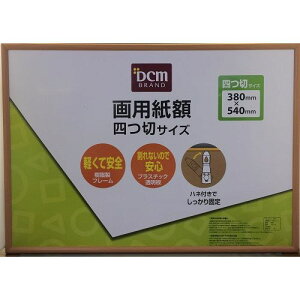 DCM
BRAND
画用紙額
四つ切サイズ
四つ切サイズ
380mm
×
540mm
軽くて安全
樹脂製
フレーム
割れないので
安心
プラスチック
透明板
ハネ付きで
しっかり固定